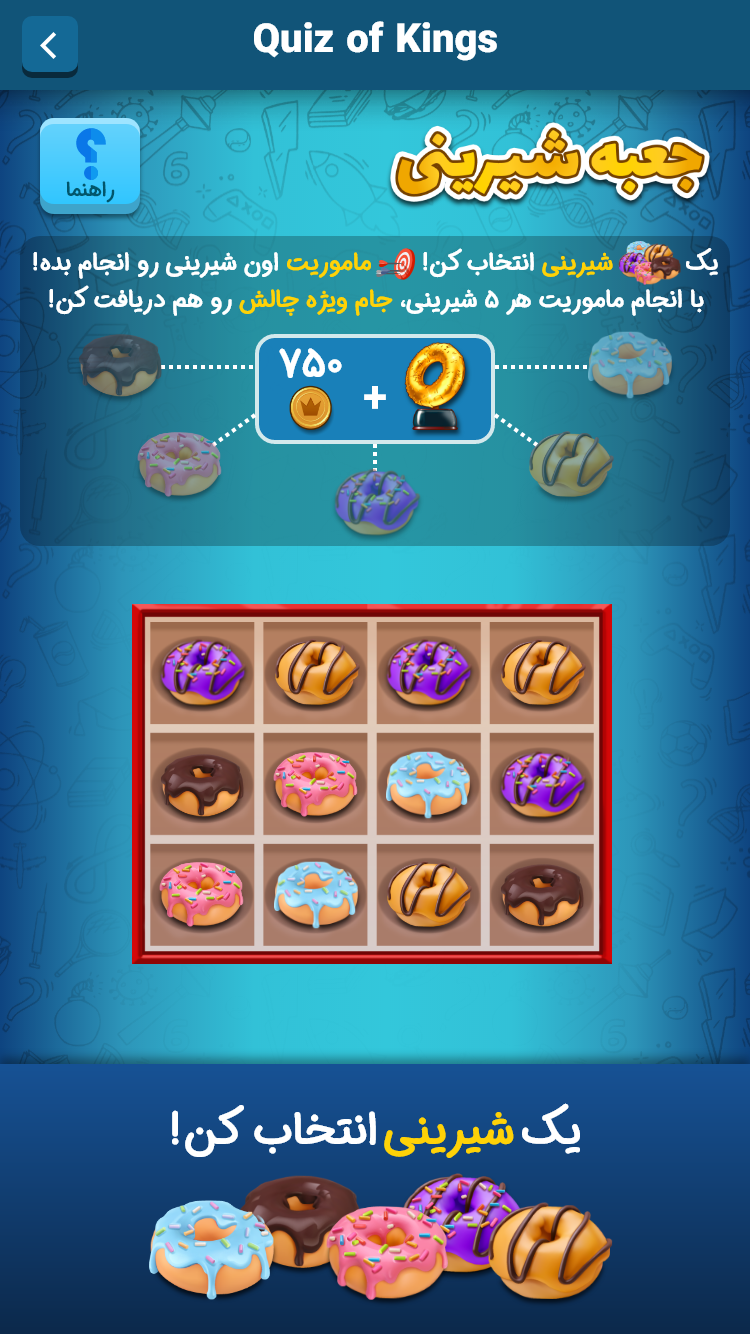 Quiz of Kings
جعبه شیرینی
راهنما
یک شیرینی انتخاب کن! ماموریت اون شیرینی رو انجام بده!
با انجام ماموریت هر ۵ شیرینی، جام ویژه چالش رو هم دریافت کن!
۷۵۰ +
یک شیرینی انتخاب کن!